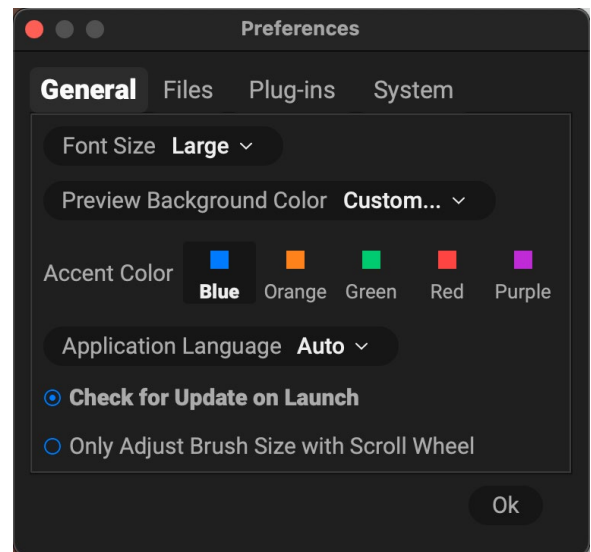 Preferences
General Files Plug-ins System
Font Size Large
Preview Background Color Custom...
Accent Color Blue Orange Green Red Purple
Application Language Auto
Check for Update on Launch
Only Adjust Brush Size with Scroll Wheel
Ok